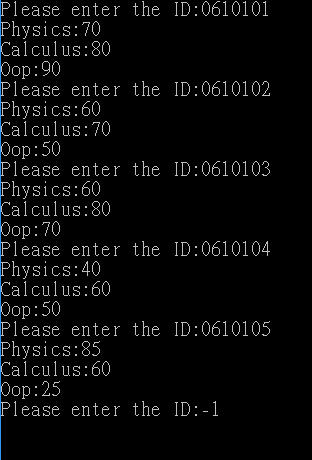 Please enter the ID:0610101
Physics:70
Calculus:80
Oop:90
Please enter the ID:0610102
Physics:60
Calculus:70
Oop:50
Please enter the ID:0610103
Physics:60
Calculus:80
Oop:70
Please enter the ID:0610104
Physics:40
Calculus:60
Oop:50
Please enter the ID:0610105
Physics:85
Calculus:60
Oop:25
Please enter the ID:-1